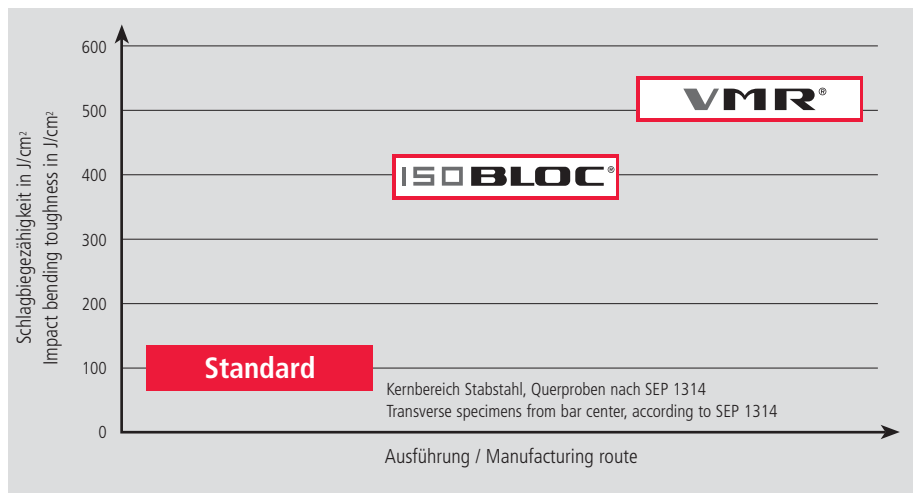 Schlagbiegezähigkeit in J/cm²
Impact bending toughness in J/cm²
600
500
400
300
200
100
0
VMR®
ISOBLOC®
Standard
Kernbereich Stabstahl, Querproben nach SEP 1314
Transverse specimens from bar center, according to SEP 1314
Ausführung / Manufacturing route